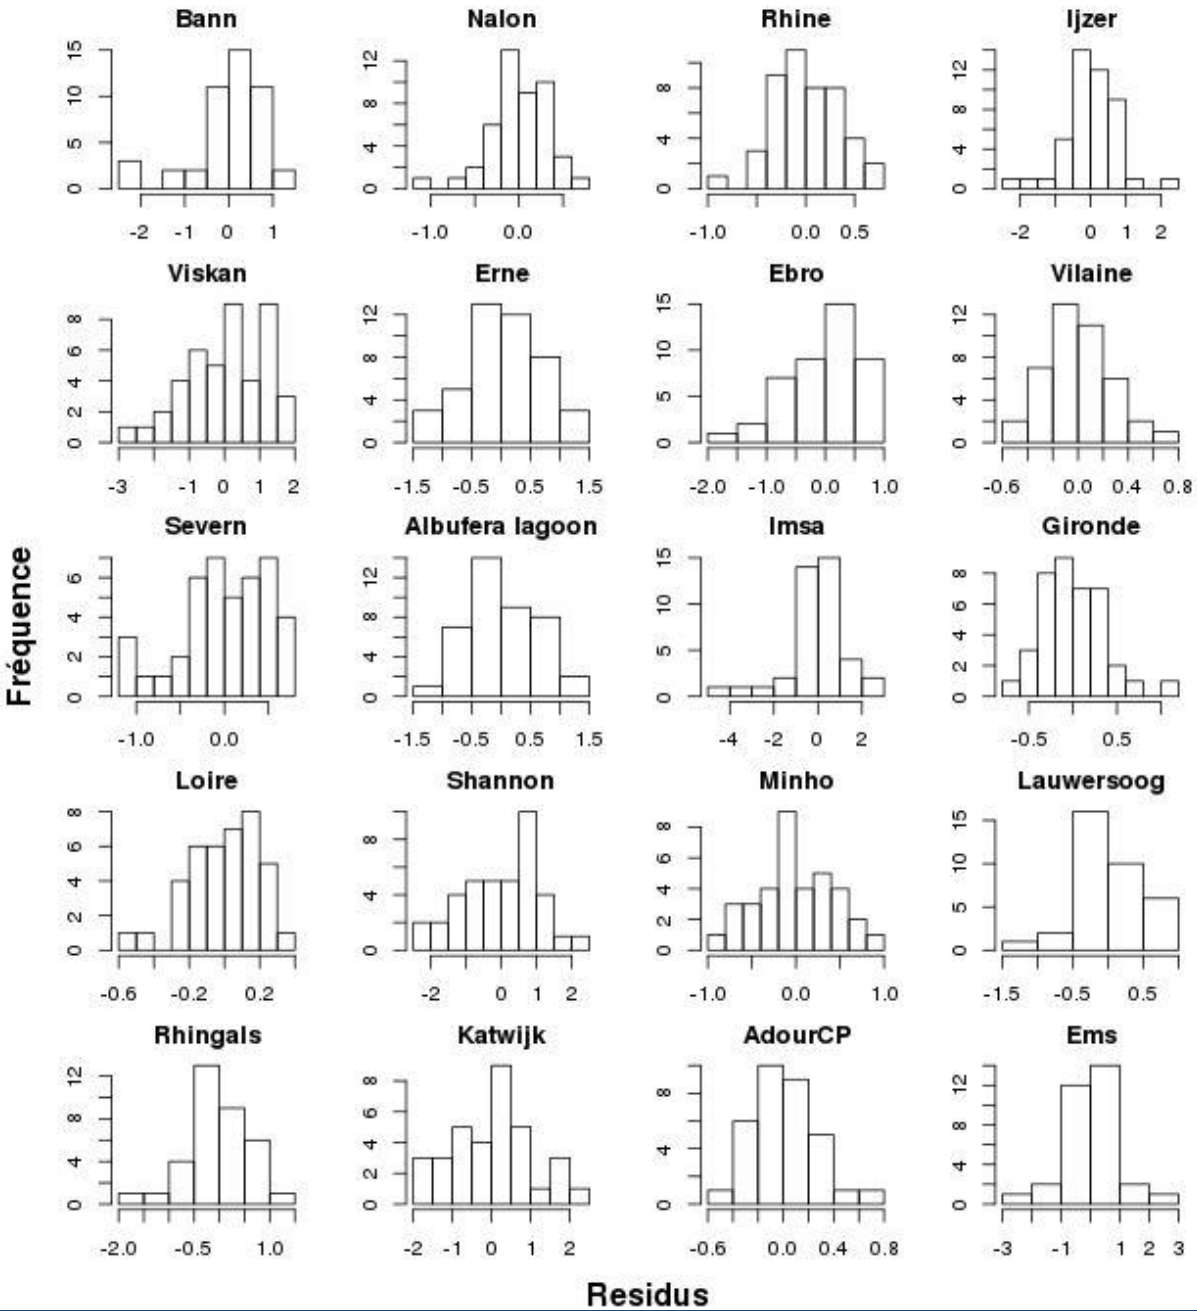 Bann Nalon Rhine Ijzer
0 5 10 15 0 4 8 12 0 4 8 0 4 8 12
-2 -1 0 1 -1.0 0.0 -1.0 0.0 0.5 -2 0 1 2
Viskan Erne Ebro Vilaine
0 2 4 6 8 0 4 8 12 0 5 10 15 0 4 8 12
-3 -1 0 1 2 -1.5 -0.5 0.5 1.5 -2.0 -1.0 0.0 1.0 -0.6 0.0 0.4 0.8
Severn Albufera lagoon Imsa Gironde
0 2 4 6 0 4 8 12 0 5 10 15 0 2 4 6 8
-1.0 0.0 -1.5 -0.5 0.5 1.5 -4 -2 0 2 -0.5 0.5
Fréquence
Loire Shannon Minho Lauwersoog
0 2 4 6 8 0 4 8 0 2 4 6 8 0 5 10 15
-0.6 -0.2 0.2 -2 0 1 2 -1.0 0.0 1.0 -1.5 -0.5 0.5
Rhingals Katwijk AdourCP Ems
0 4 8 12 0 2 4 6 8 0 4 8 0 4 8 12
-2.0 -0.5 1.0 -2 -1 0 1 2 -0.6 0.0 0.4 0.8 -3 -1 1 2 3
Residus